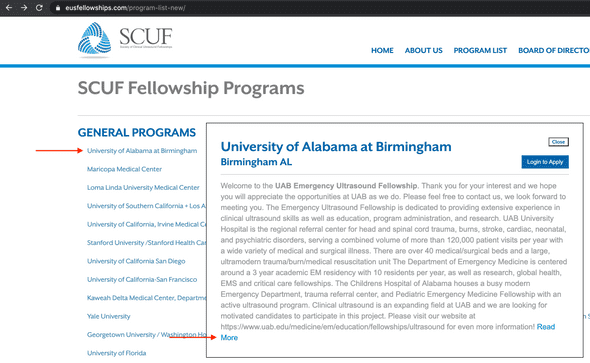 eusfellowships.com/program-list-new/
SCUF
Society of Clinical Ultrasound Fellowships
HOME ABOUT US PROGRAM LIST BOARD OF DIRECTO
SCUF Fellowship Programs
GENERAL PROGRAMS
University of Alabama at Birmingham
Maricopa Medical Center
Loma Linda University Medical Center
University of Southern California + Los A
University of California, Irvine Medical C
Stanford University /Stanford Health Car
University of California San Diego
University of California-San Francisco
Kaweah Delta Medical Center, Departme
Yale University
Georgetown University / Washington Ho
University of Florida
Close
University of Alabama at Birmingham
Birmingham AL
Login to Apply
Welcome to the UAB Emergency Ultrasound Fellowship. Thank you for your interest and we hope
you will appreciate the opportunities at UAB as we do. Please feel free to contact us, we look forward to
meeting you. The Emergency Ultrasound Fellowship is dedicated to providing extensive experience in
clinical ultrasound skills as well as education, program administration, and research. UAB University
Hospital is the regional referral center for head and spinal cord trauma, burns, stroke, cardiac, neonatal,
and psychiatric disorders, serving a combined volume of more than 120,000 patient visits per year with
a wide variety of medical and surgical illness. There are over 40 medical/surgical beds and a large,
ultramodern trauma/burn/medical resuscitation unit The Department of Emergency Medicine is centered
around a 3 year academic EM residency with 10 residents per year, as well as research, global health,
EMS and critical care fellowships. The Childrens Hospital of Alabama houses a busy modern
Emergency Department, trauma referral center, and Pediatric Emergency Medicine Fellowship with an
active ultrasound program. Clinical ultrasound is an expanding field at UAB and we are looking for
motivated candidates to participate in this project. Please visit our website at
https://www.uab.edu/medicine/em/education/fellowships/ultrasound for even more information! Read
More